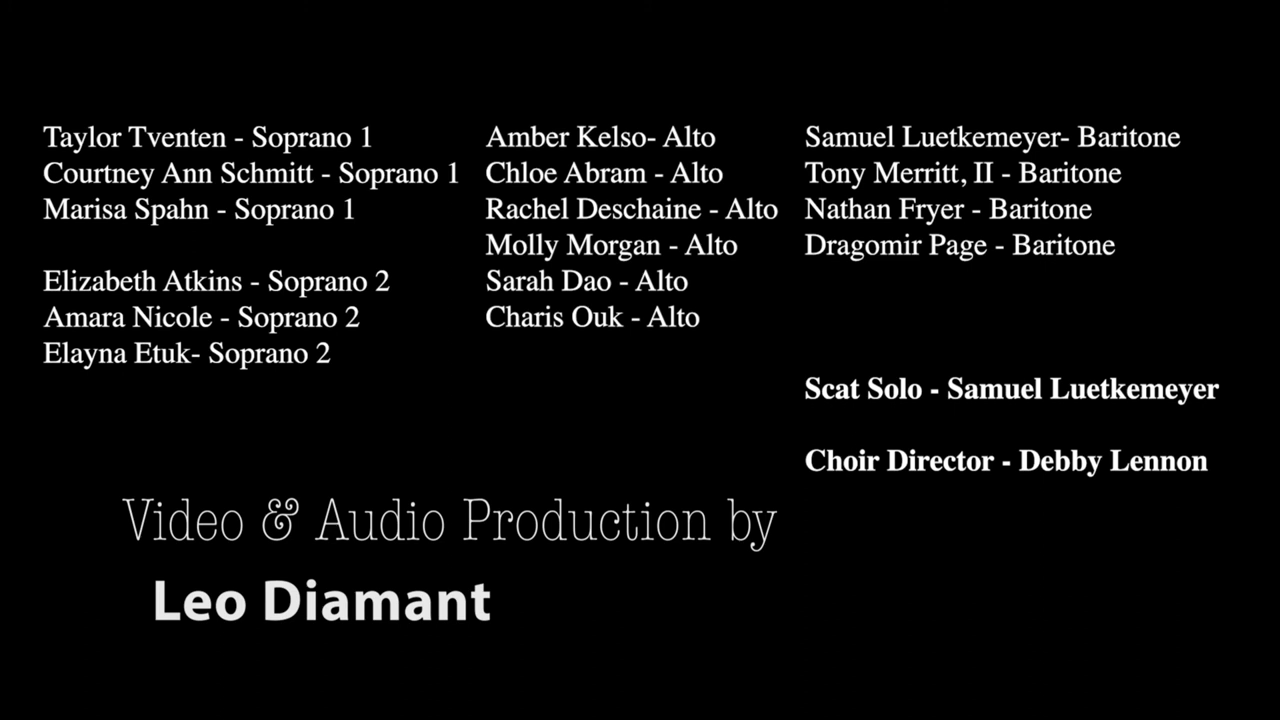 Taylor Tventen - Soprano 1
Courtney Ann Schmitt - Soprano 1
Marisa Spahn - Soprano 1
Elizabeth Atkins - Soprano 2
Amara Nicole - Soprano 2
Elayna Etuk- Soprano 2
Amber Kelso- Alto
Chloe Abram - Alto
Rachel Deschaine - Alto
Molly Morgan - Alto
Sarah Dao - Alto
Charis Ouk - Alto
Samuel Luetkemeyer- Baritone
Tony Merritt, II - Baritone
Nathan Fryer - Baritone
Dragomir Page - Baritone
Scat Solo - Samuel Luetkemeyer
Choir Director - Debby Lennon
Video & Audio Production by
Leo Diamant